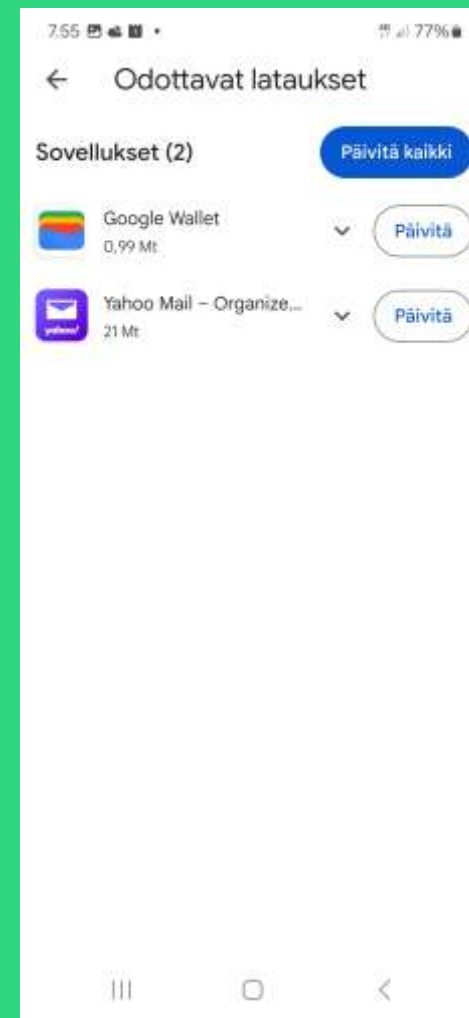 7.55 77%
Odottavat lataukset
Sovellukset (2) Päivitä kaikki
Google Wallet
0,99 Mt
Päivitä
Yahoo Mail – Organize...
21 Mt
Päivitä
yahoo!